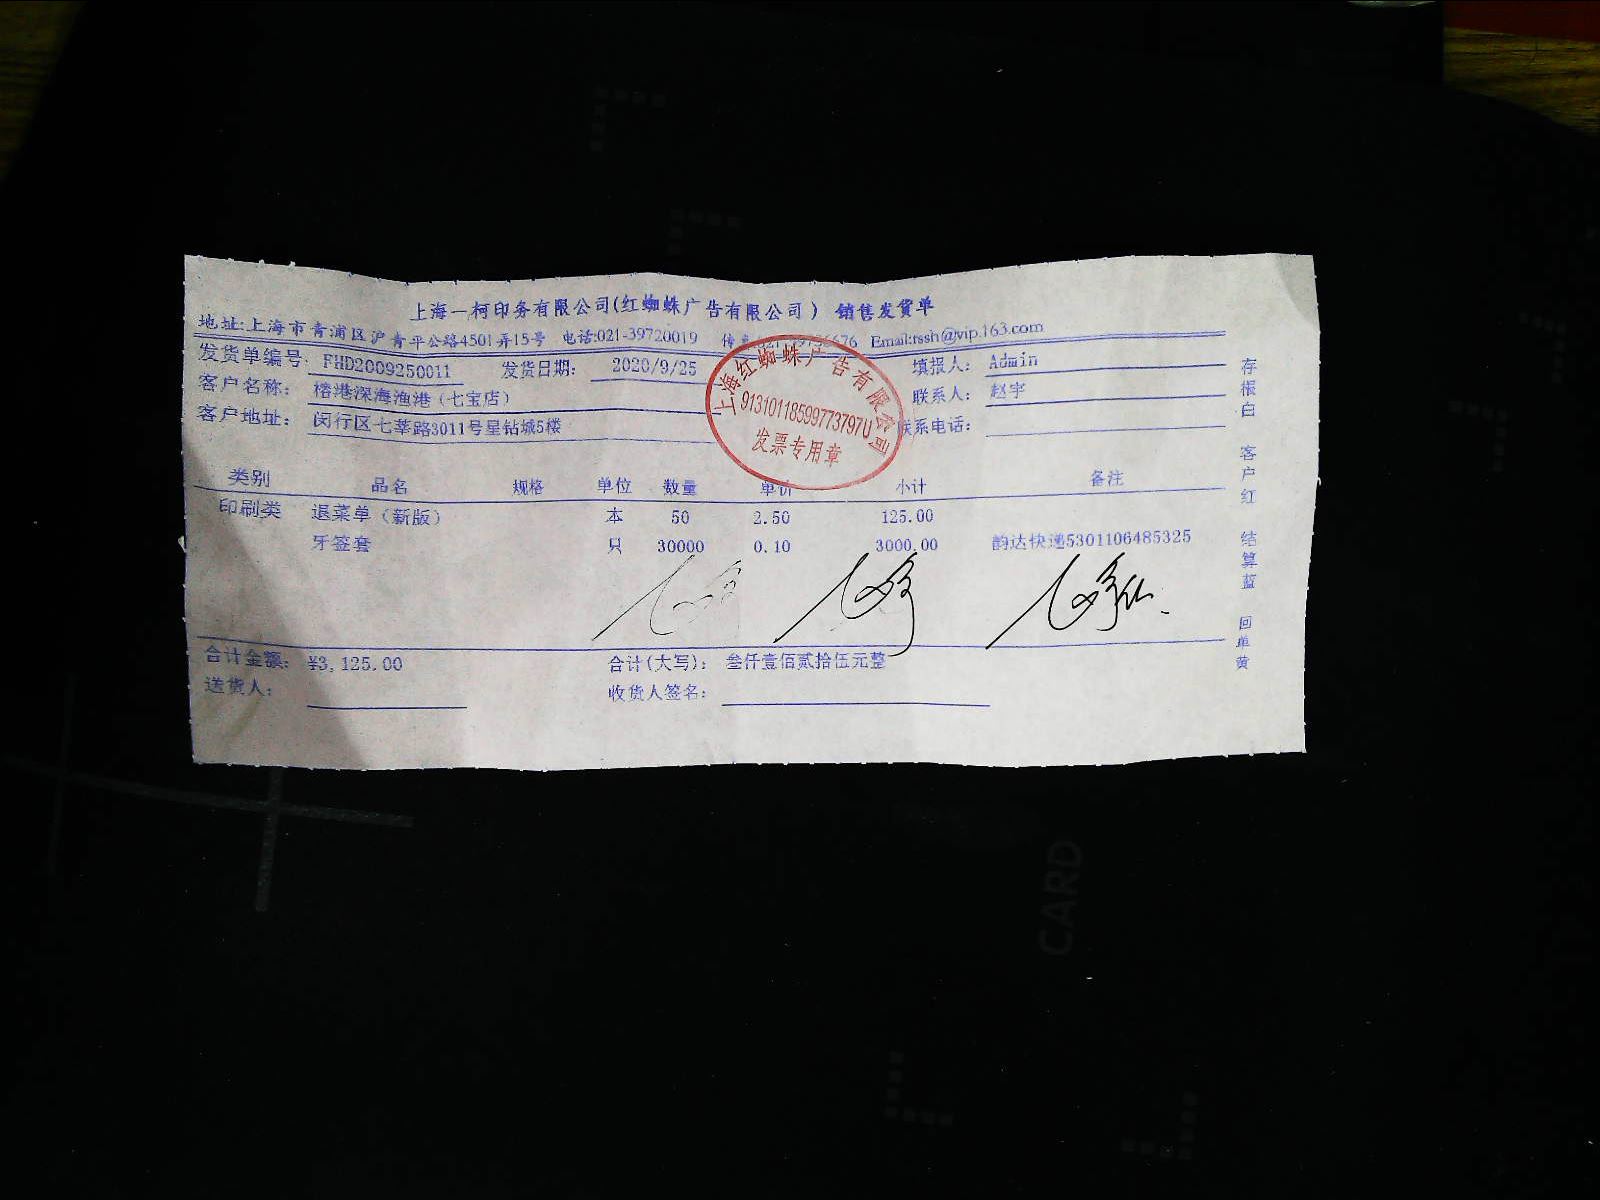 上海一柯印务有限公司(红蜘蛛广告有限公司) 销售发货单
地址:上海市青浦区沪青平公路4501弄15号 电话:021-39720019 Email:rssh@vip.163.com
发货单编号: FHD2009250011 发货日期: 2020/9/25 填报人: Admin
客户名称: 榕港深海渔港(七宝店) 联系人: 赵宇
客户地址: 闵行区七莘路3011号星钻城5楼 联系电话:
上海红蜘蛛广告有限公司
91310118599773797U
发票专用章
类别 品名 规格 单位 数量 单价 小计 备注
印刷类 退菜单(新版) 本 50 2.50 125.00
牙签套 只 30000 0.10 3000.00 韵达快递5301106485325
合计金额: ¥3,125.00 合计(大写): 叁仟壹佰贰拾伍元整
送货人: 收货人签名:
存根白 客户红 结算蓝 回单黄
CARD